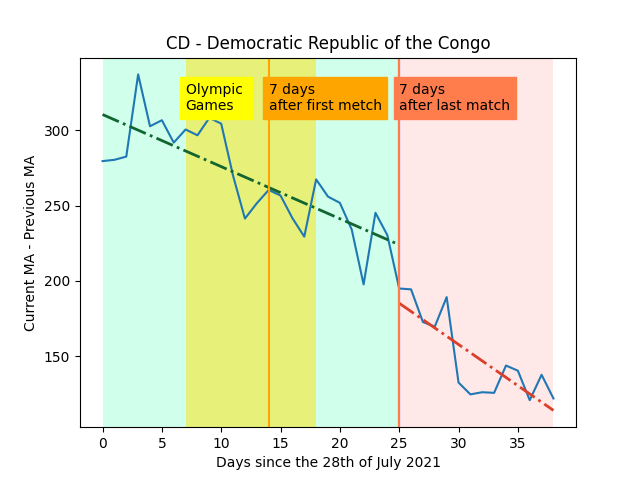 CD - Democratic Republic of the Congo
Olympic
Games
7 days
after first metch
7 days
after last match
Current MA - Previous MA
300
250
200
150
0 5 10 15 20 25 30 35
Days since the 28th of July 2021